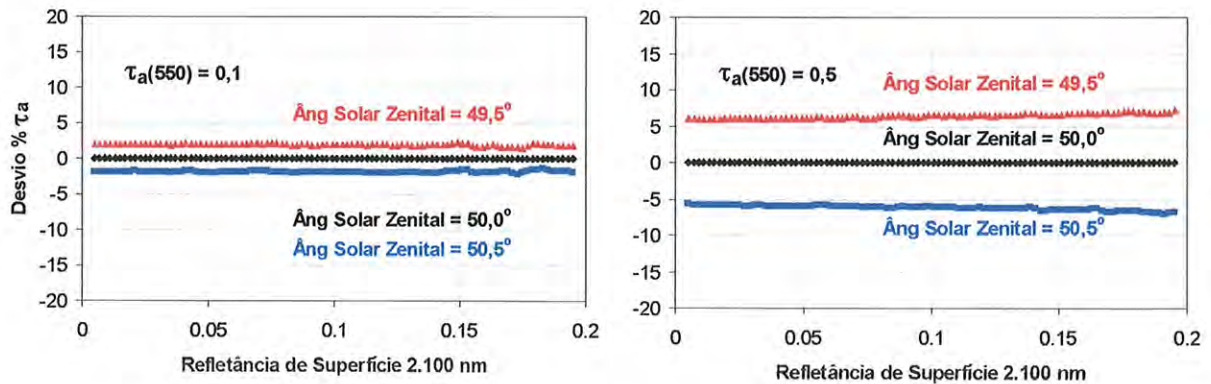 20
15
10
5
0
-5
-10
-15
-20
Desvio % τa
τa(550) = 0,1
Âng Solar Zenital = 49,5°
Âng Solar Zenital = 50,0°
Âng Solar Zenital = 50,5°
0 0.05 0.1 0.15 0.2
Refletância de Superfície 2.100 nm
20
15
10
5
0
-5
-10
-15
-20
τa(550) = 0,5
Âng Solar Zenital = 49,5°
Âng Solar Zenital = 50,0°
Âng Solar Zenital = 50,5°
0 0.05 0.1 0.15 0.2
Refletância de Superfície 2.100 nm